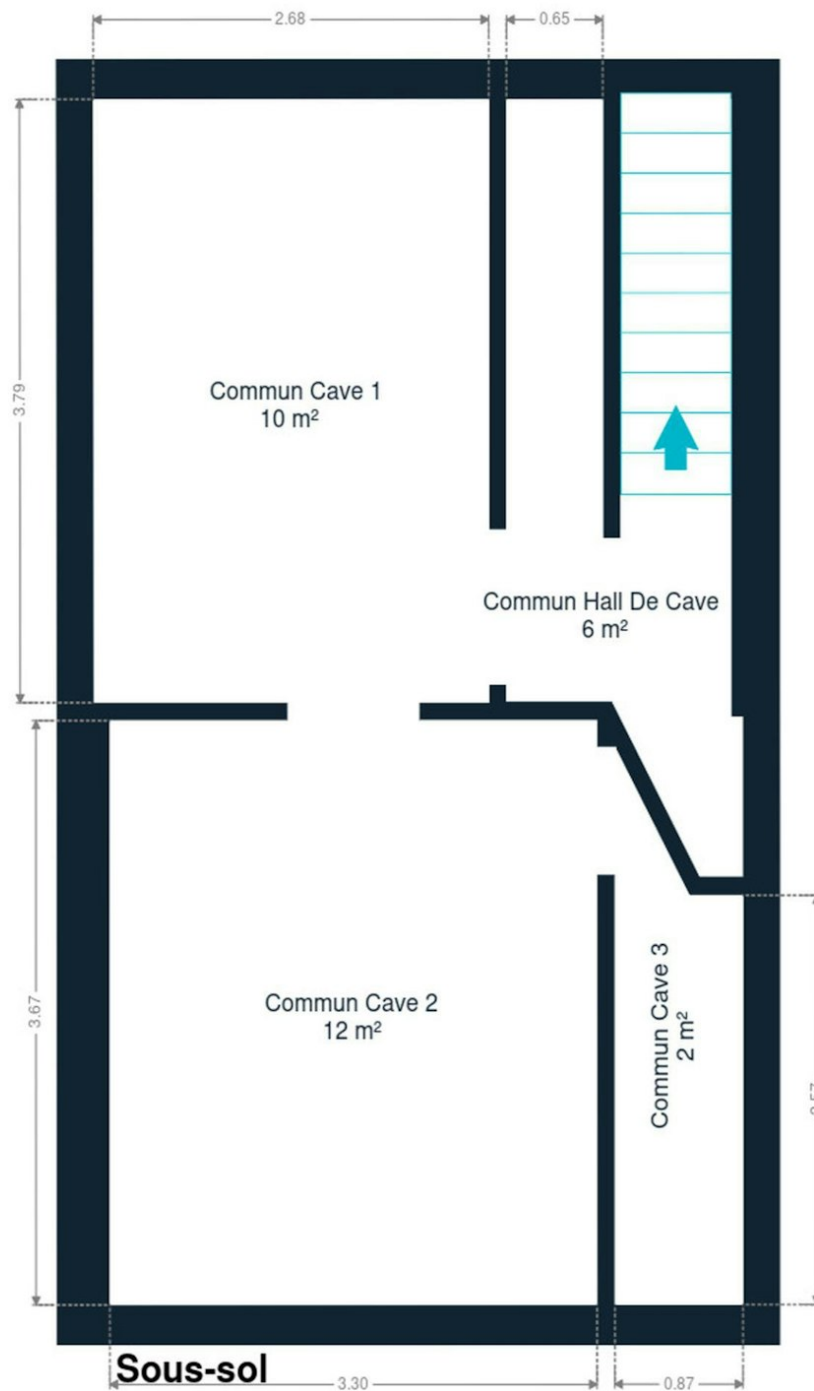 2.68
0.65
3.79
Commun Cave 1
10 m²
Commun Hall De Cave
6 m²
3.67
Commun Cave 2
12 m²
Commun Cave 3
2 m²
Sous-sol
3.30
0.87